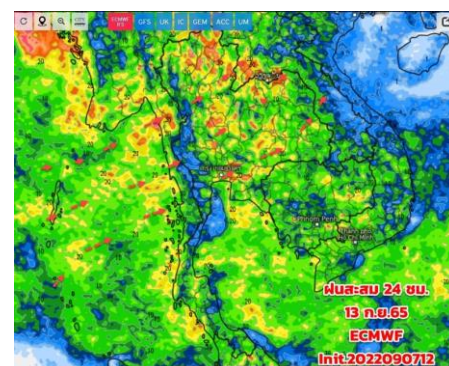 ECMWF
GFS UK IC GEM ACC UM
Phnom Penh
ฝนสะสม 24 ชม.
13 ก.ย.65
ECMWF
Init.2022090712